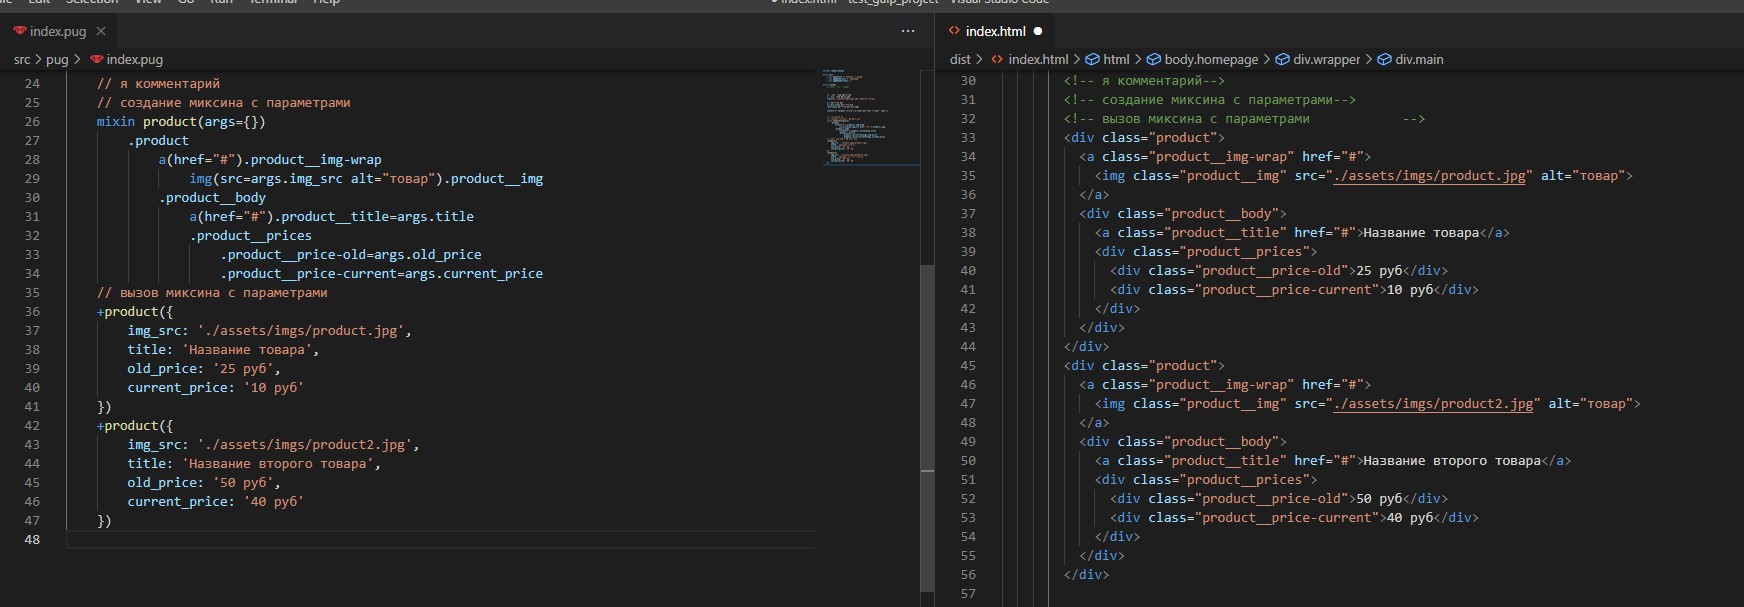 index.html - test_gulp_project - Visual Studio Code
index.pug
src > pug > index.pug
24 // я комментарий
25 // создание миксина с параметрами
26 mixin product(args={})
27 .product
28 a(href="#").product__img-wrap
29 img(src=args.img_src alt="товар").product__img
30 .product__body
31 a(href="#").product__title=args.title
32 .product__prices
33 .product__price-old=args.old_price
34 .product__price-current=args.current_price
35 // вызов миксина с параметрами
36 +product({
37 img_src: './assets/imgs/product.jpg',
38 title: 'Название товара',
39 old_price: '25 руб',
40 current_price: '10 руб'
41 })
42 +product({
43 img_src: './assets/imgs/product2.jpg',
44 title: 'Название второго товара',
45 old_price: '50 руб',
46 current_price: '40 руб'
47 })
48
index.html
dist > index.html > html > body.homepage > div.wrapper > div.main
30 <!-- я комментарий-->
31 <!-- создание миксина с параметрами-->
32 <!-- вызов миксина с параметрами -->
33 <div class="product">
34 <a class="product__img-wrap" href="#">
35 <img class="product__img" src="./assets/imgs/product.jpg" alt="товар">
36 </a>
37 <div class="product__body">
38 <a class="product__title" href="#">Название товара</a>
39 <div class="product__prices">
40 <div class="product__price-old">25 руб</div>
41 <div class="product__price-current">10 руб</div>
42 </div>
43 </div>
44 </div>
45 <div class="product">
46 <a class="product__img-wrap" href="#">
47 <img class="product__img" src="./assets/imgs/product2.jpg" alt="товар">
48 </a>
49 <div class="product__body">
50 <a class="product__title" href="#">Название второго товара</a>
51 <div class="product__prices">
52 <div class="product__price-old">50 руб</div>
53 <div class="product__price-current">40 руб</div>
54 </div>
55 </div>
56 </div>
57